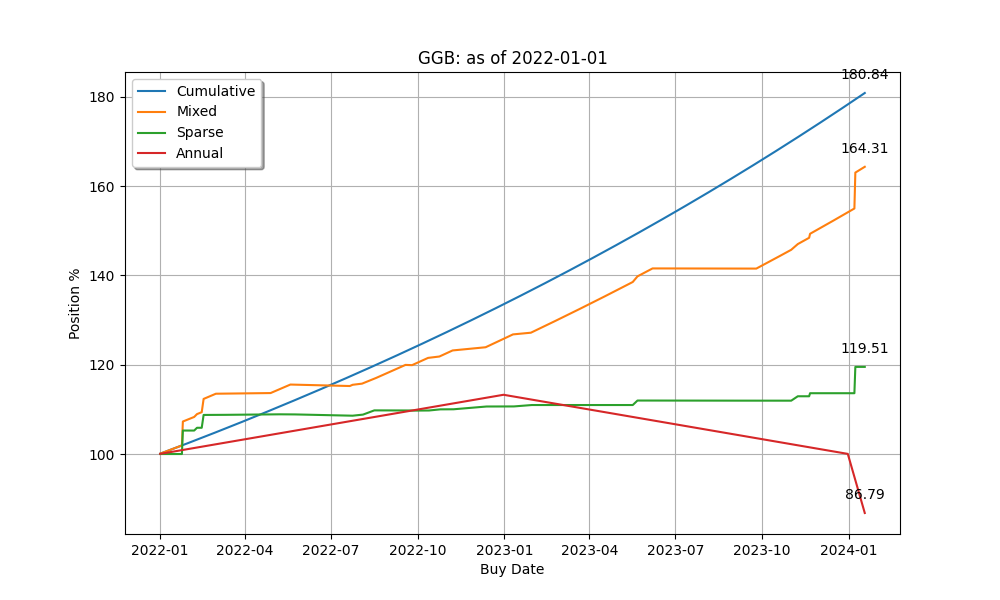 GGB: as of 2022-01-01
180.84
180
Cumulative
Mixed
Sparse
Annual
164.31
160
140
119.51
120
100
86.79
Position %
2022-01 2022-04 2022-07 2022-10 2023-01 2023-04 2023-07 2023-10 2024-01
Buy Date